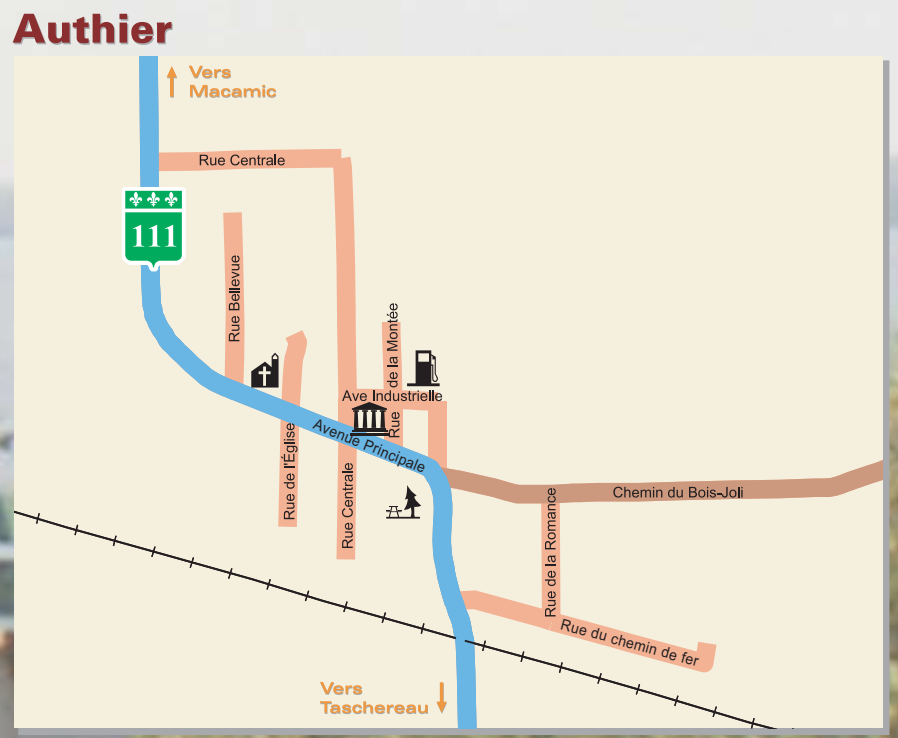 Authier
Vers
Macamic
Rue Centrale
111
Rue Bellevue
Rue de la Montée
Ave Industrielle
Avenue Principale
Rue de l'Église
Rue Centrale
Chemin du Bois-Joli
Rue de la Romance
Rue du chemin de fer
Vers
Taschereau